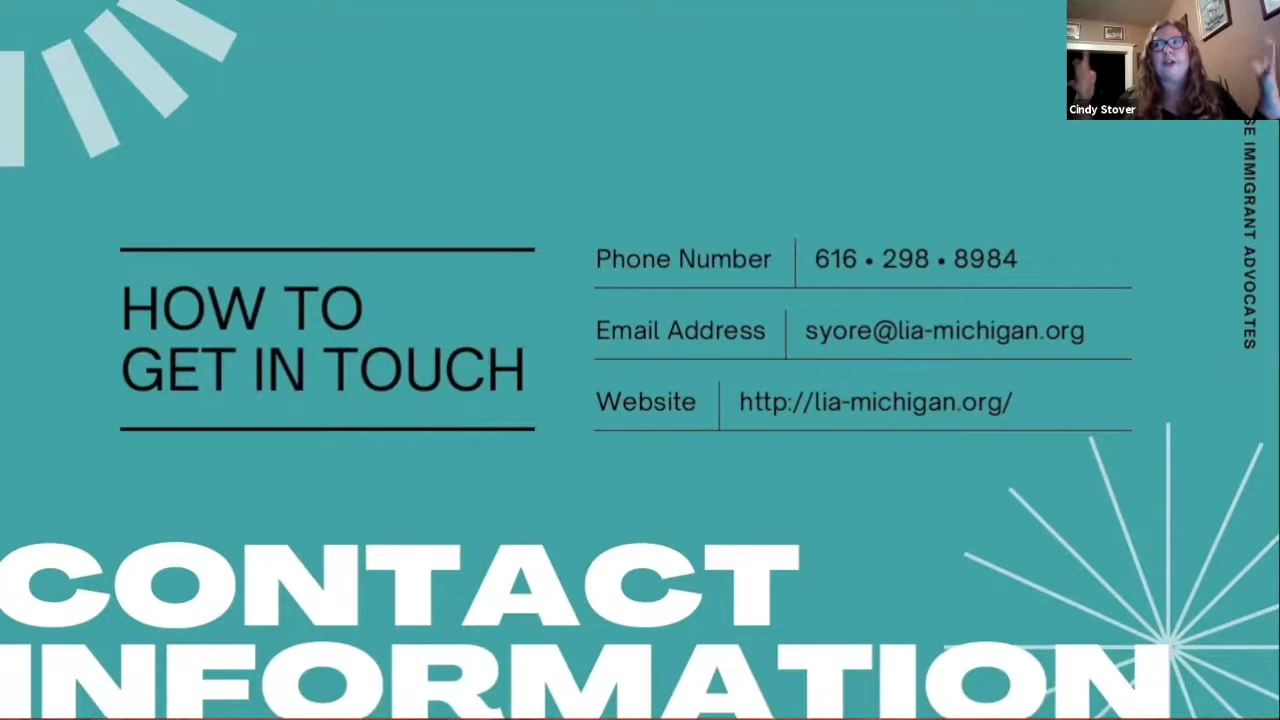 Cindy Stover
IMMIGRANT ADVOCATES
HOW TO
GET IN TOUCH
Phone Number 616 • 298 • 8984
Email Address syore@lia-michigan.org
Website http://lia-michigan.org/
CONTACT
INFORMATION